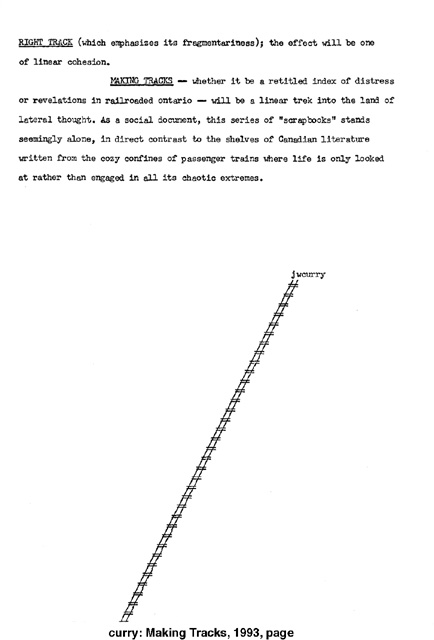 RIGHT TRACK (which emphasizes its fragmentariness); the effect will be one
of linear cohesion.
MAKING TRACKS — whether it be a retitled index of distress
or revelations in railroaded ontario — will be a linear trek into the land of
lateral thought. As a social document, this series of "scrapbooks" stands
seemingly alone, in direct contrast to the shelves of Canadian literature
written from the cozy confines of passenger trains where life is only looked
at rather than engaged in all its chaotic extremes.
jwcurry
curry: Making Tracks, 1993, page